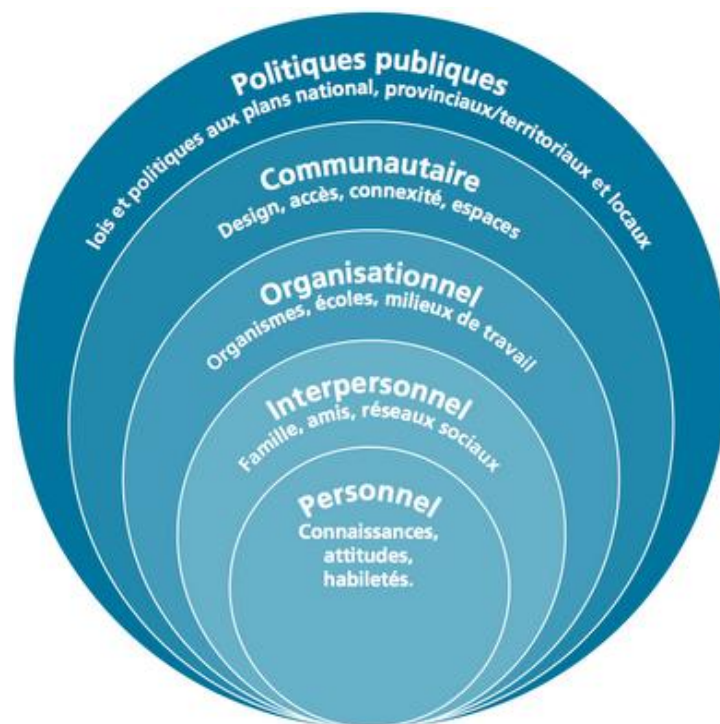 Politiques publiques
lois et politiques aux plans national, provinciaux/territoriaux et locaux
Communautaire
Design, accès, connexité, espaces
Organisationnel
Organismes, écoles, milieux de travail
Interpersonnel
Famille, amis, réseaux sociaux
Personnel
Connaissances,
attitudes,
habiletés.